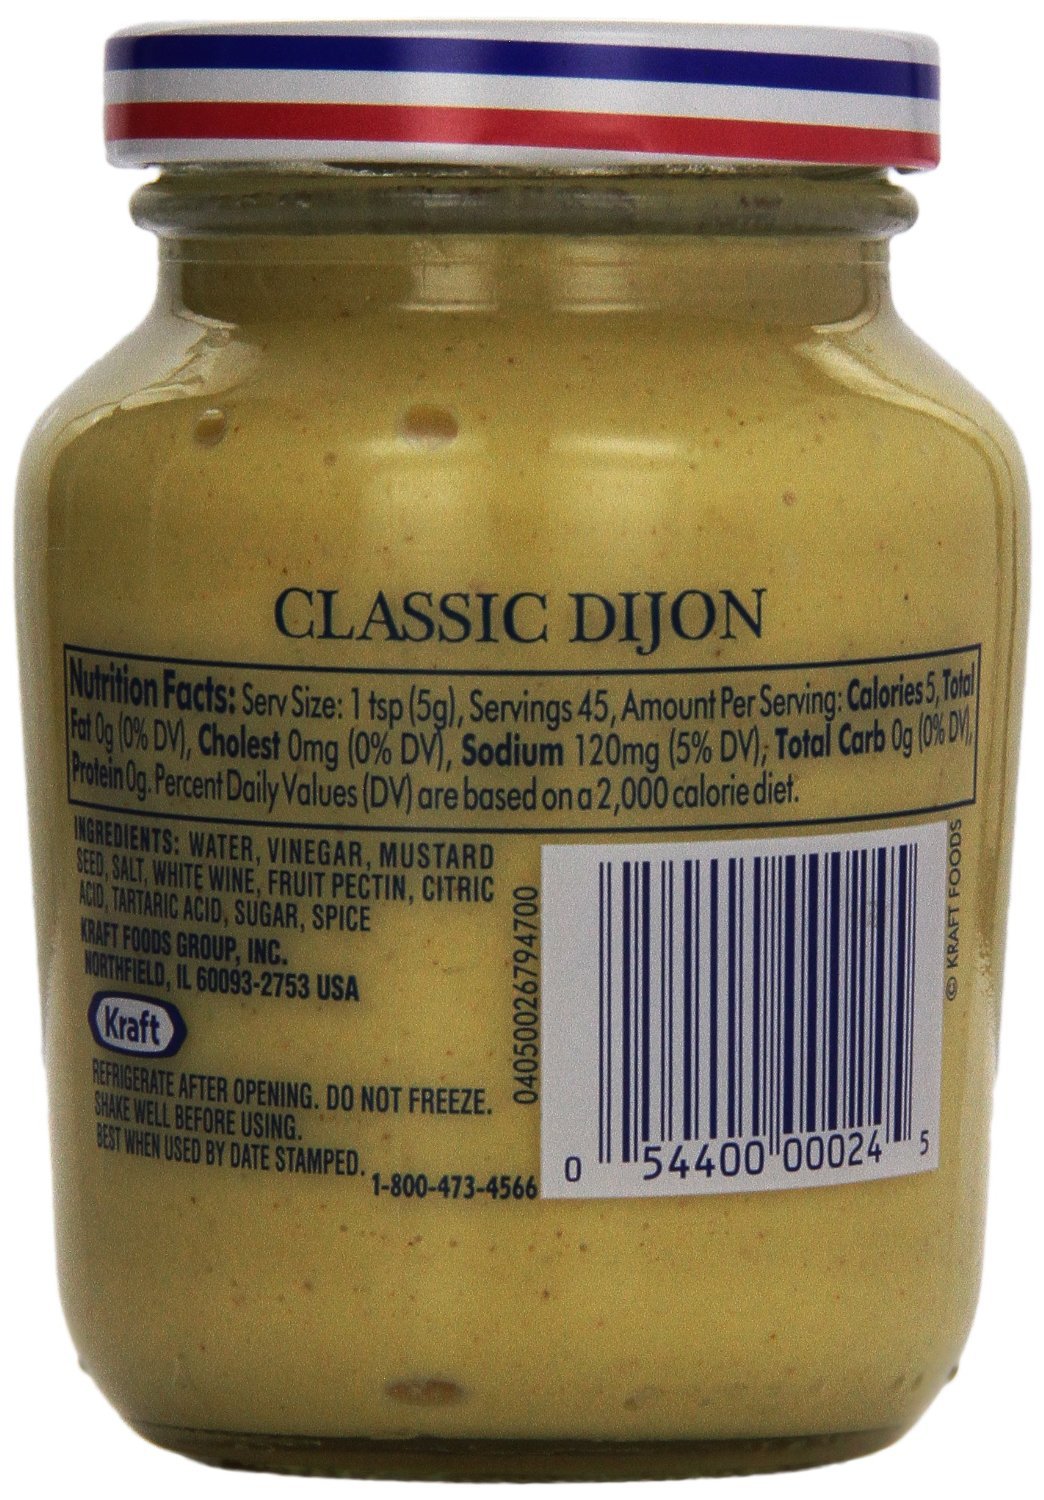 CLASSIC DIJON
Nutrition Facts: Serv Size: 1 tsp (5g), Servings 45, Amount Per Serving: Calories 5, Total
Fat 0g (0% DV), Cholest 0mg (0% DV), Sodium 120mg (5% DV), Total Carb 0g (0% DV),
Protein 0g. Percent Daily Values (DV) are based on a 2,000 calorie diet.
INGREDIENTS: WATER, VINEGAR, MUSTARD
SEED, SALT, WHITE WINE, FRUIT PECTIN, CITRIC
ACID, TARTARIC ACID, SUGAR, SPICE
KRAFT FOODS GROUP, INC.
NORTHFIELD, IL 60093-2753 USA
Kraft
REFRIGERATE AFTER OPENING. DO NOT FREEZE.
SHAKE WELL BEFORE USING.
BEST WHEN USED BY DATE STAMPED.
1-800-473-4566
04050026794700
0 54400 00024 5
© KRAFT FOODS